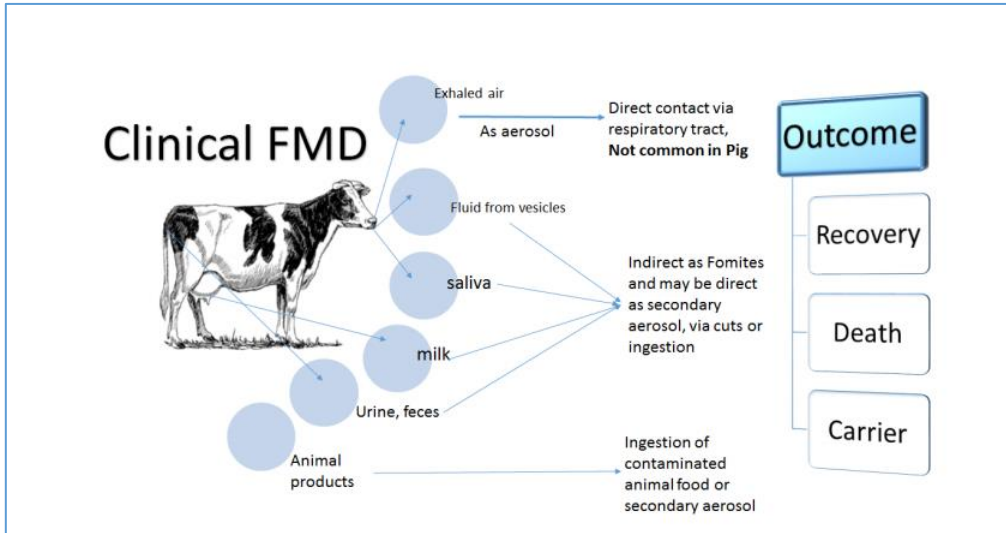 Clinical FMD
Exhaled air
As aerosol
Direct contact via
respiratory tract,
Not common in Pig
Fluid from vesicles
saliva
milk
Urine, feces
Indirect as Fomites
and may be direct
as secondary
aerosol, via cuts or
ingestion
Animal
products
Ingestion of
contaminated
animal food or
secondary aerosol
Outcome
Recovery
Death
Carrier